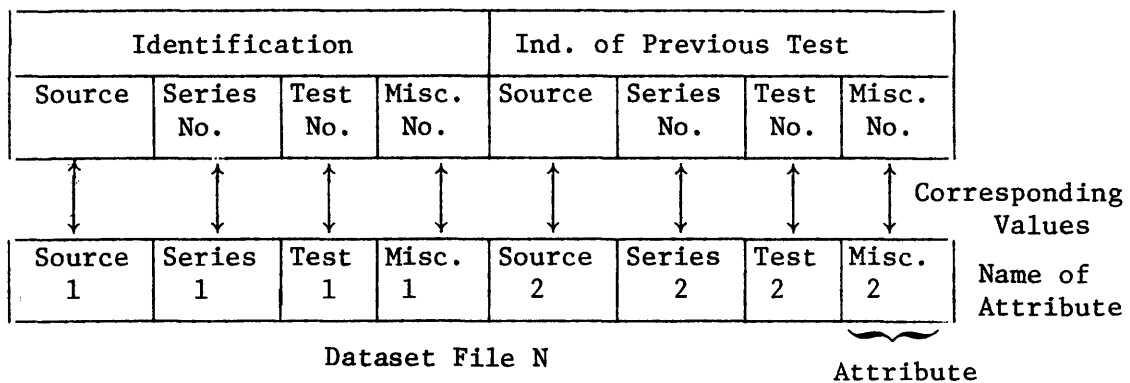 Identification Ind. of Previous Test
Source Series Test Misc. Source Series Test Misc.
No. No. No. No. No. No.
Corresponding
Values
Source Series Test Misc. Source Series Test Misc.
1 1 1 1 2 2 2 2
Name of
Attribute
Dataset File N
Attribute